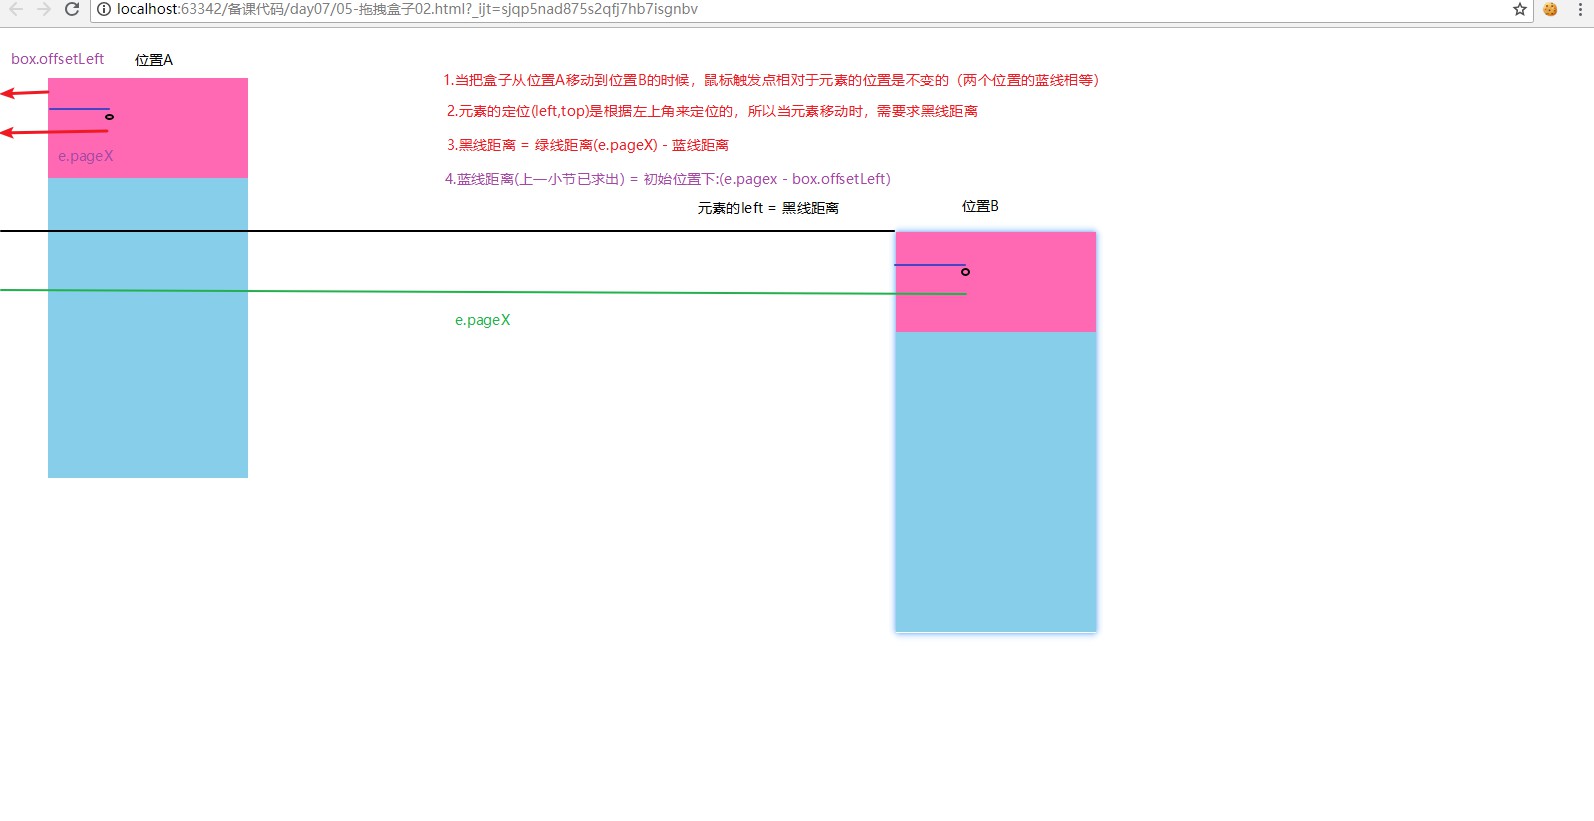 localhost:63342/备课代码/day07/05-拖拽盒子02.html?_ijt=sjqp5nad875s2qfj7hb7isgnbv
box.offsetLeft
位置A
1.当把盒子从位置A移动到位置B的时候，鼠标触发点相对于元素的位置是不变的（两个位置的蓝线相等）
2.元素的定位(left,top)是根据左上角来定位的，所以当元素移动时，需要求黑线距离
3.黑线距离 = 绿线距离(e.pageX) - 蓝线距离
e.pageX
4.蓝线距离(上一小节已求出) = 初始位置下:(e.pagex - box.offsetLeft)
元素的left = 黑线距离
位置B
e.pageX